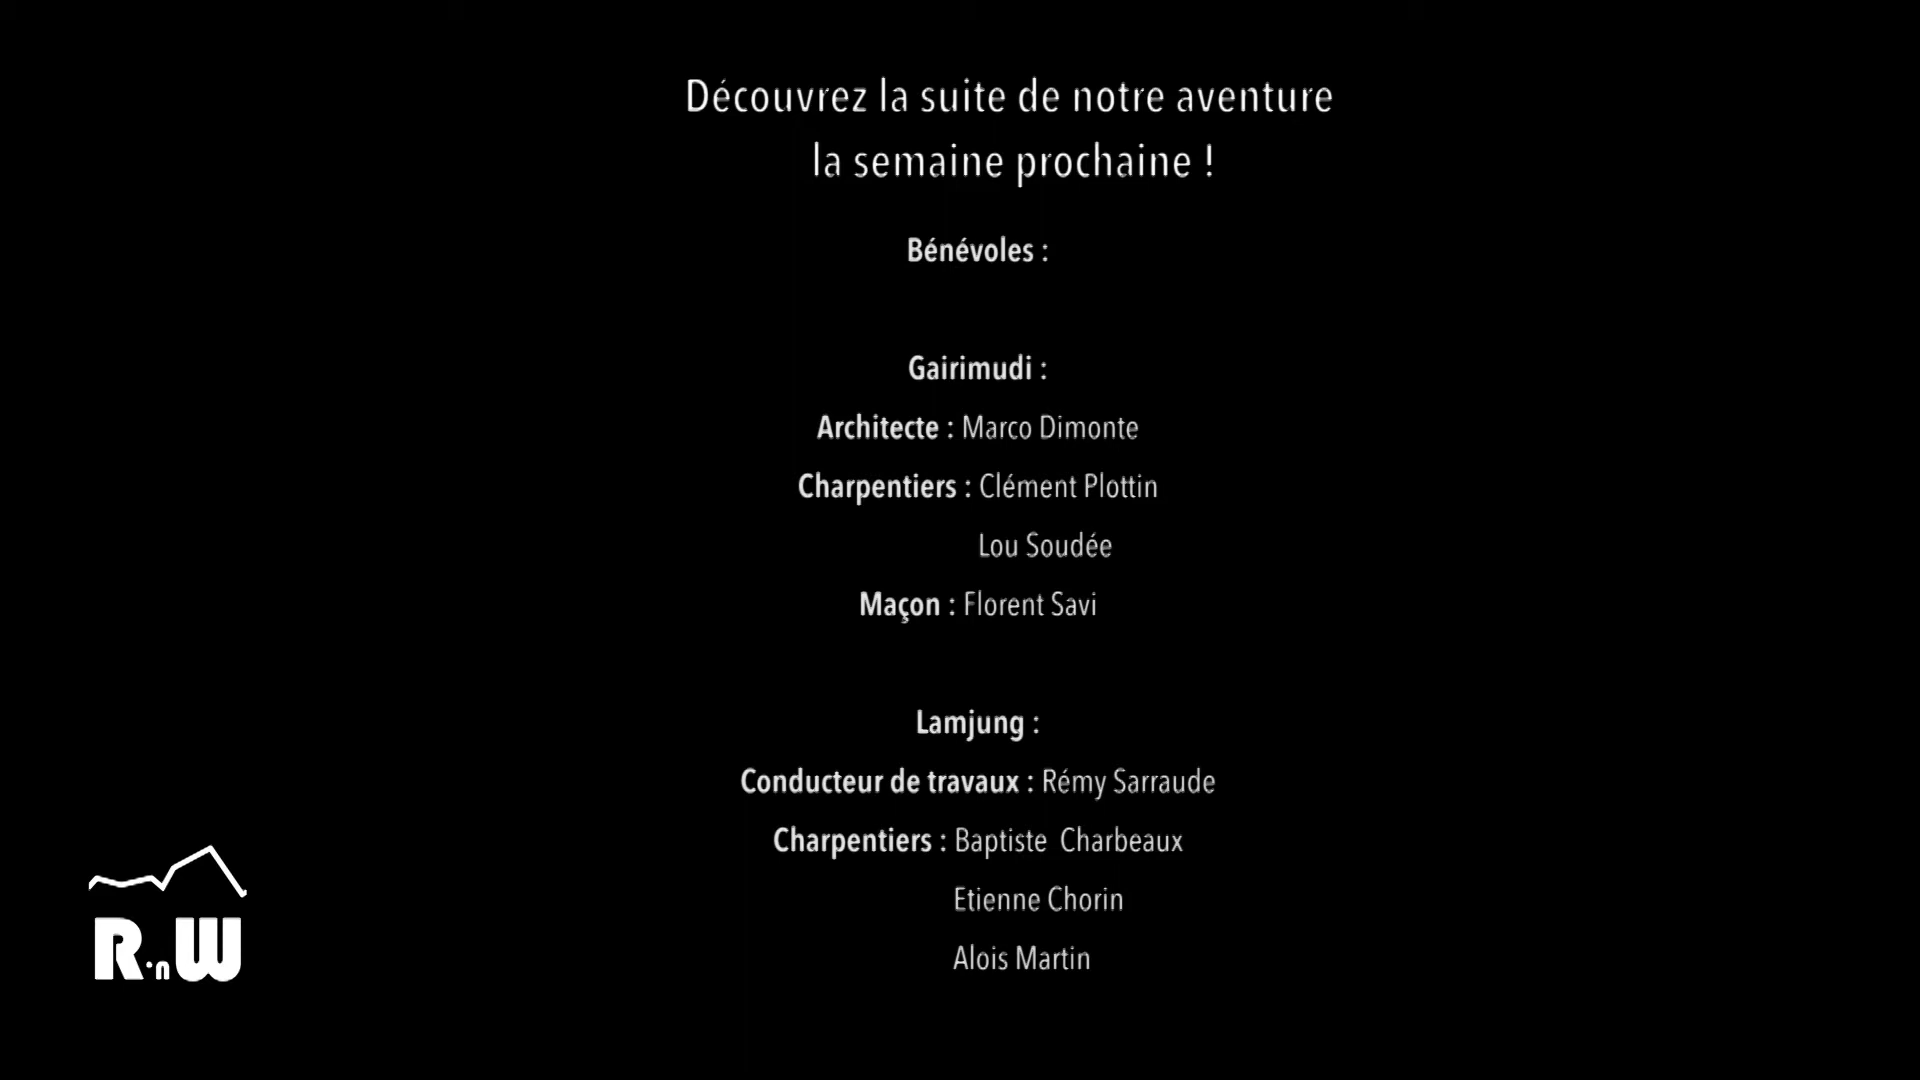 Découvrez la suite de notre aventure
la semaine prochaine !
Bénévoles :
Gairimudi :
Architecte : Marco Dimonte
Charpentiers : Clément Plottin
Lou Soudée
Maçon : Florent Savi
Lamjung :
Conducteur de travaux : Rémy Sarraude
Charpentiers : Baptiste Charbeaux
Etienne Chorin
Alois Martin
R.nW